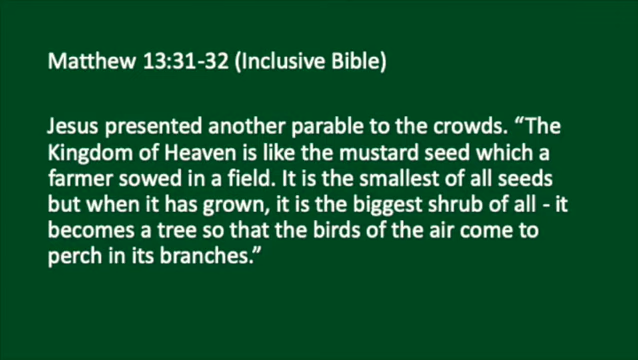 Matthew 13:31-32 (Inclusive Bible)
Jesus presented another parable to the crowds. “The
Kingdom of Heaven is like the mustard seed which a
farmer sowed in a field. It is the smallest of all seeds
but when it has grown, it is the biggest shrub of all - it
becomes a tree so that the birds of the air come to
perch in its branches.”